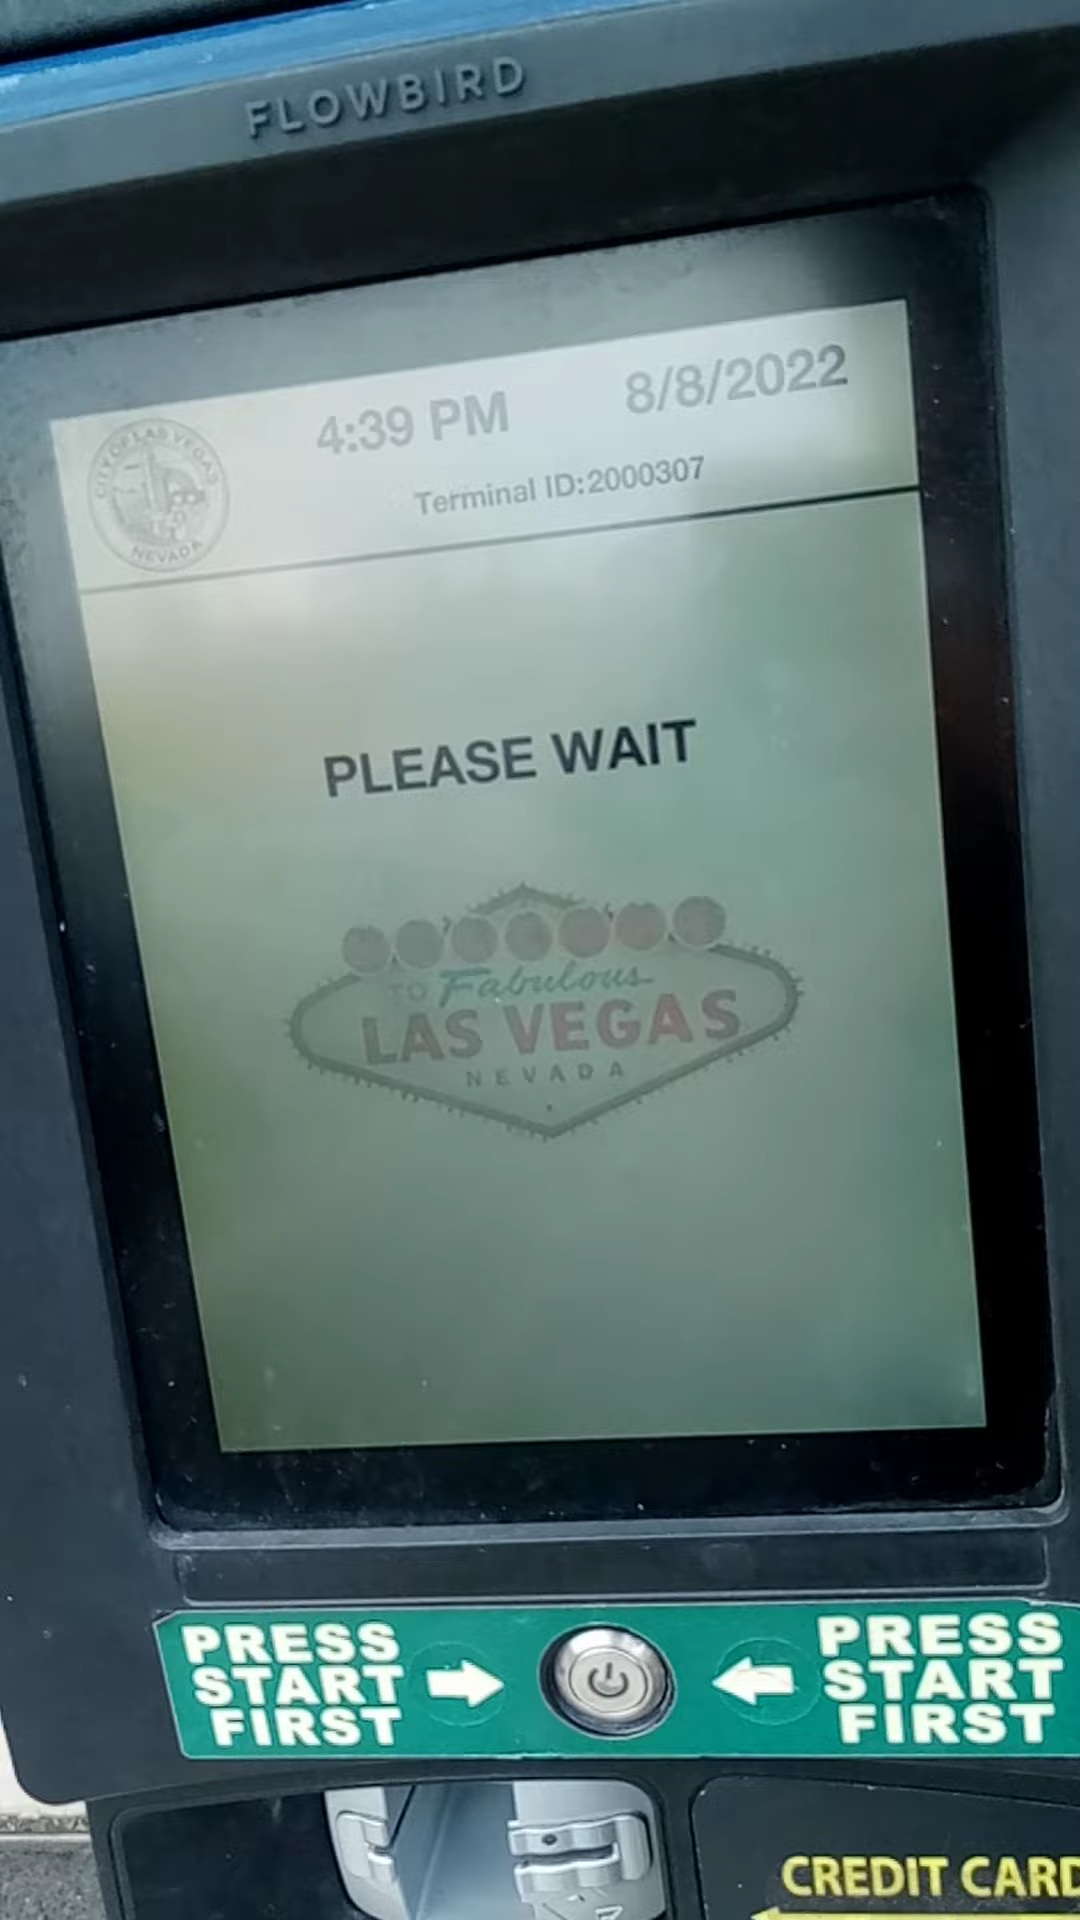 FLOWBIRD
4:39 PM 8/8/2022
Terminal ID:2000307
CITY OF LAS VEGAS
NEVADA
PLEASE WAIT
TO Fabulous
LAS VEGAS
NEVADA
PRESS
START
FIRST
PRESS
START
FIRST
CREDIT CARD